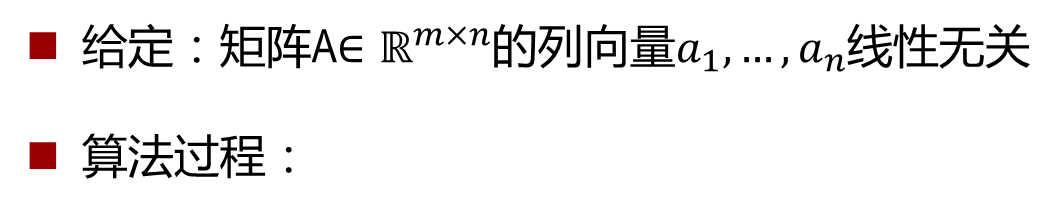 ■ 给定：矩阵A∈ ℝ^{m×n}的列向量a_1, … , a_n线性无关
■ 算法过程：